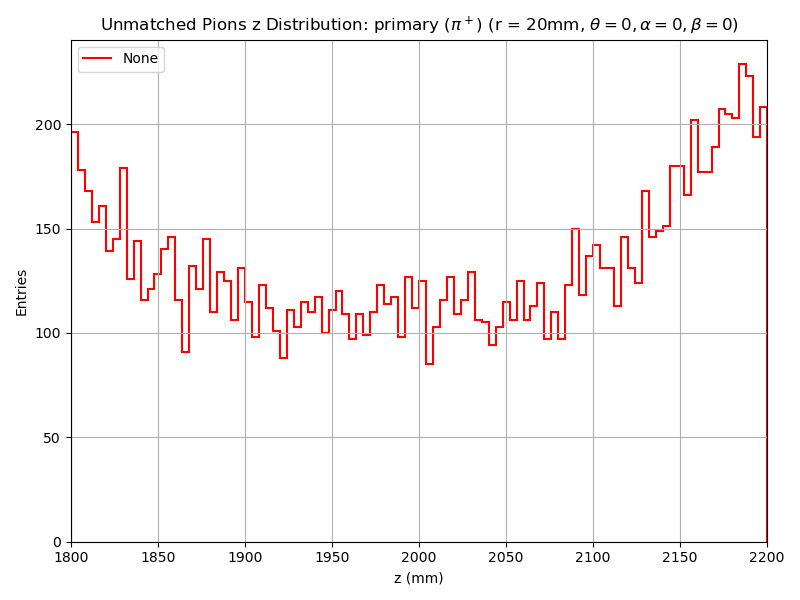 Unmatched Pions z Distribution: primary (π⁺) (r = 20mm, θ = 0, α = 0, β = 0)
None
Entries
200
150
100
50
0
1800 1850 1900 1950 2000 2050 2100 2150 2200
z (mm)